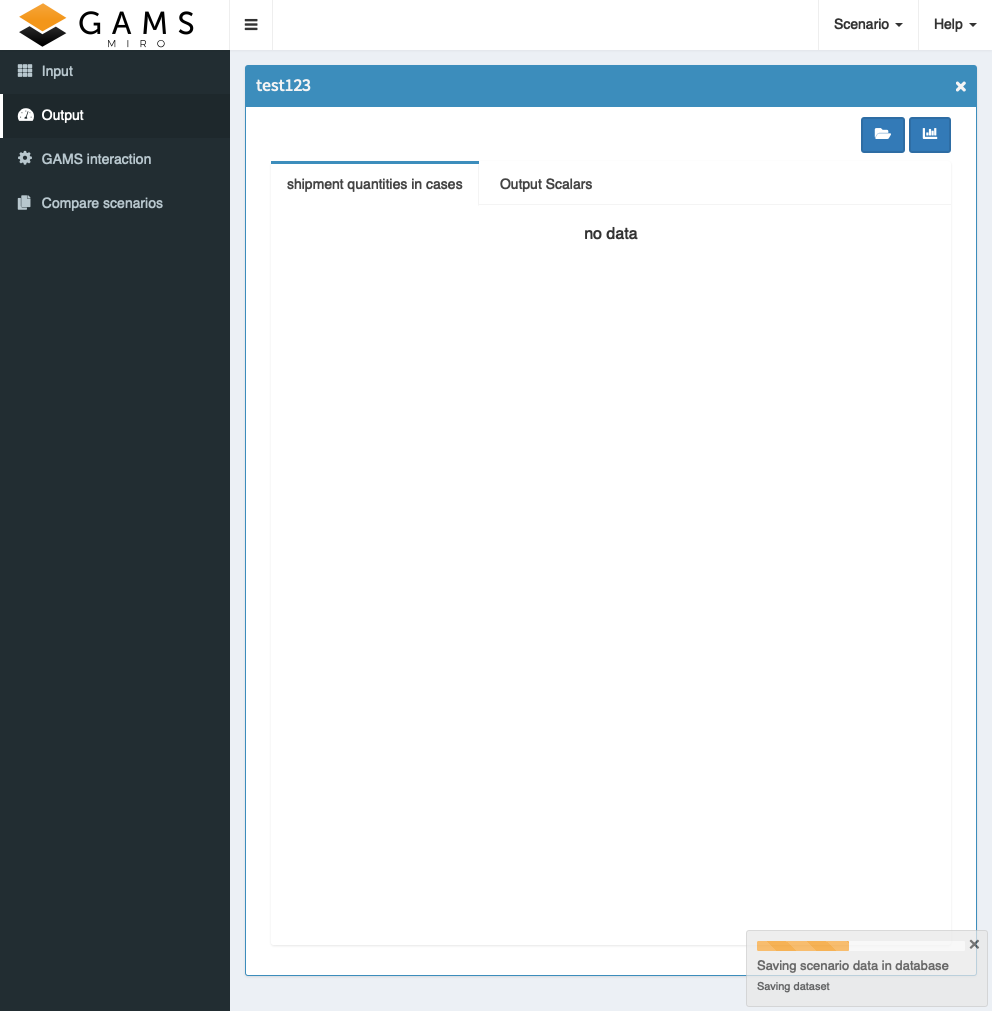 GAMS
MIRO
Scenario
Help
Input
Output
GAMS interaction
Compare scenarios
test123
shipment quantities in cases
Output Scalars
no data
Saving scenario data in database
Saving dataset